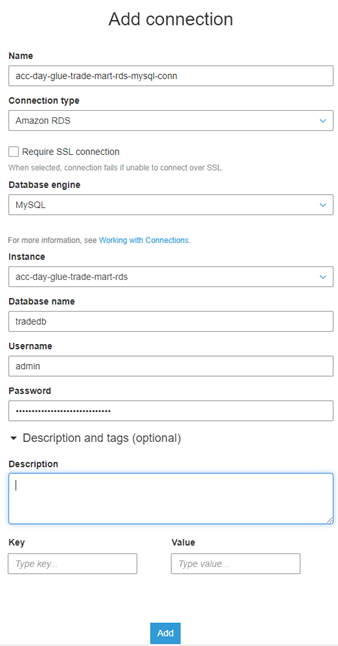 Add connection
Name
acc-day-glue-trade-mart-rds-mysql-conn
Connection type
Amazon RDS
Require SSL connection
When selected, connection fails if unable to connect over SSL.
Database engine
MySQL
For more information, see Working with Connections.
Instance
acc-day-glue-trade-mart-rds
Database name
tradedb
Username
admin
Password
••••••••••••••••••••••••••••••
Description and tags (optional)
Description
Key Value
Type key... Type value...
Add